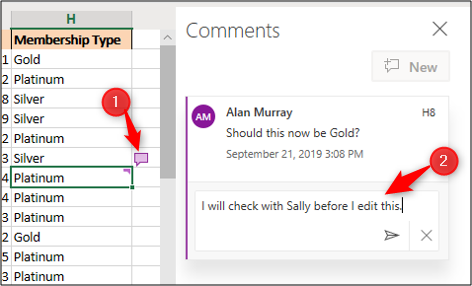 H
Membership Type
1 Gold
2 Platinum
8 Silver
9 Silver
2 Platinum
3 Silver
4 Platinum
4 Platinum
3 Platinum
2 Gold
5 Platinum
3 Platinum
1
Comments
New
AM
Alan Murray
H8
Should this now be Gold?
September 21, 2019 3:08 PM
2
I will check with Sally before I edit this.